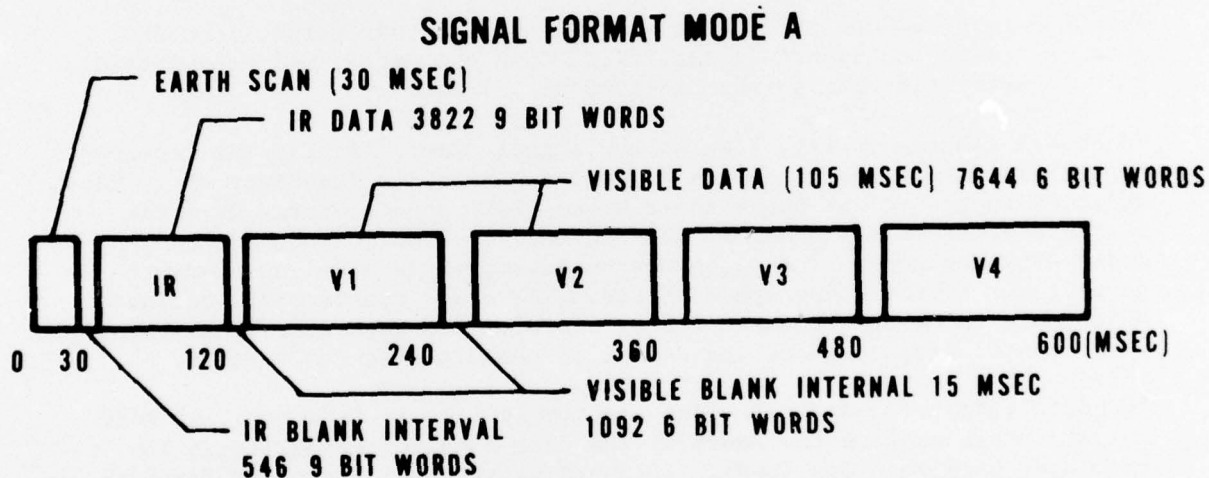 SIGNAL FORMAT MODE A
EARTH SCAN (30 MSEC)
IR DATA 3822 9 BIT WORDS
VISIBLE DATA (105 MSEC) 7644 6 BIT WORDS
IR V1 V2 V3 V4
0 30 120 240 360 480 600(MSEC)
VISIBLE BLANK INTERNAL 15 MSEC
1092 6 BIT WORDS
IR BLANK INTERVAL
546 9 BIT WORDS